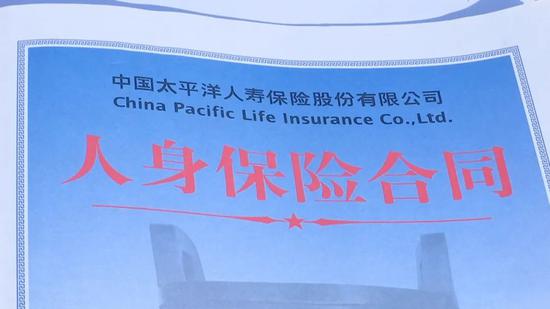 中国太平洋人寿保险股份有限公司
China Pacific Life Insurance Co.,Ltd.
人身保险合同